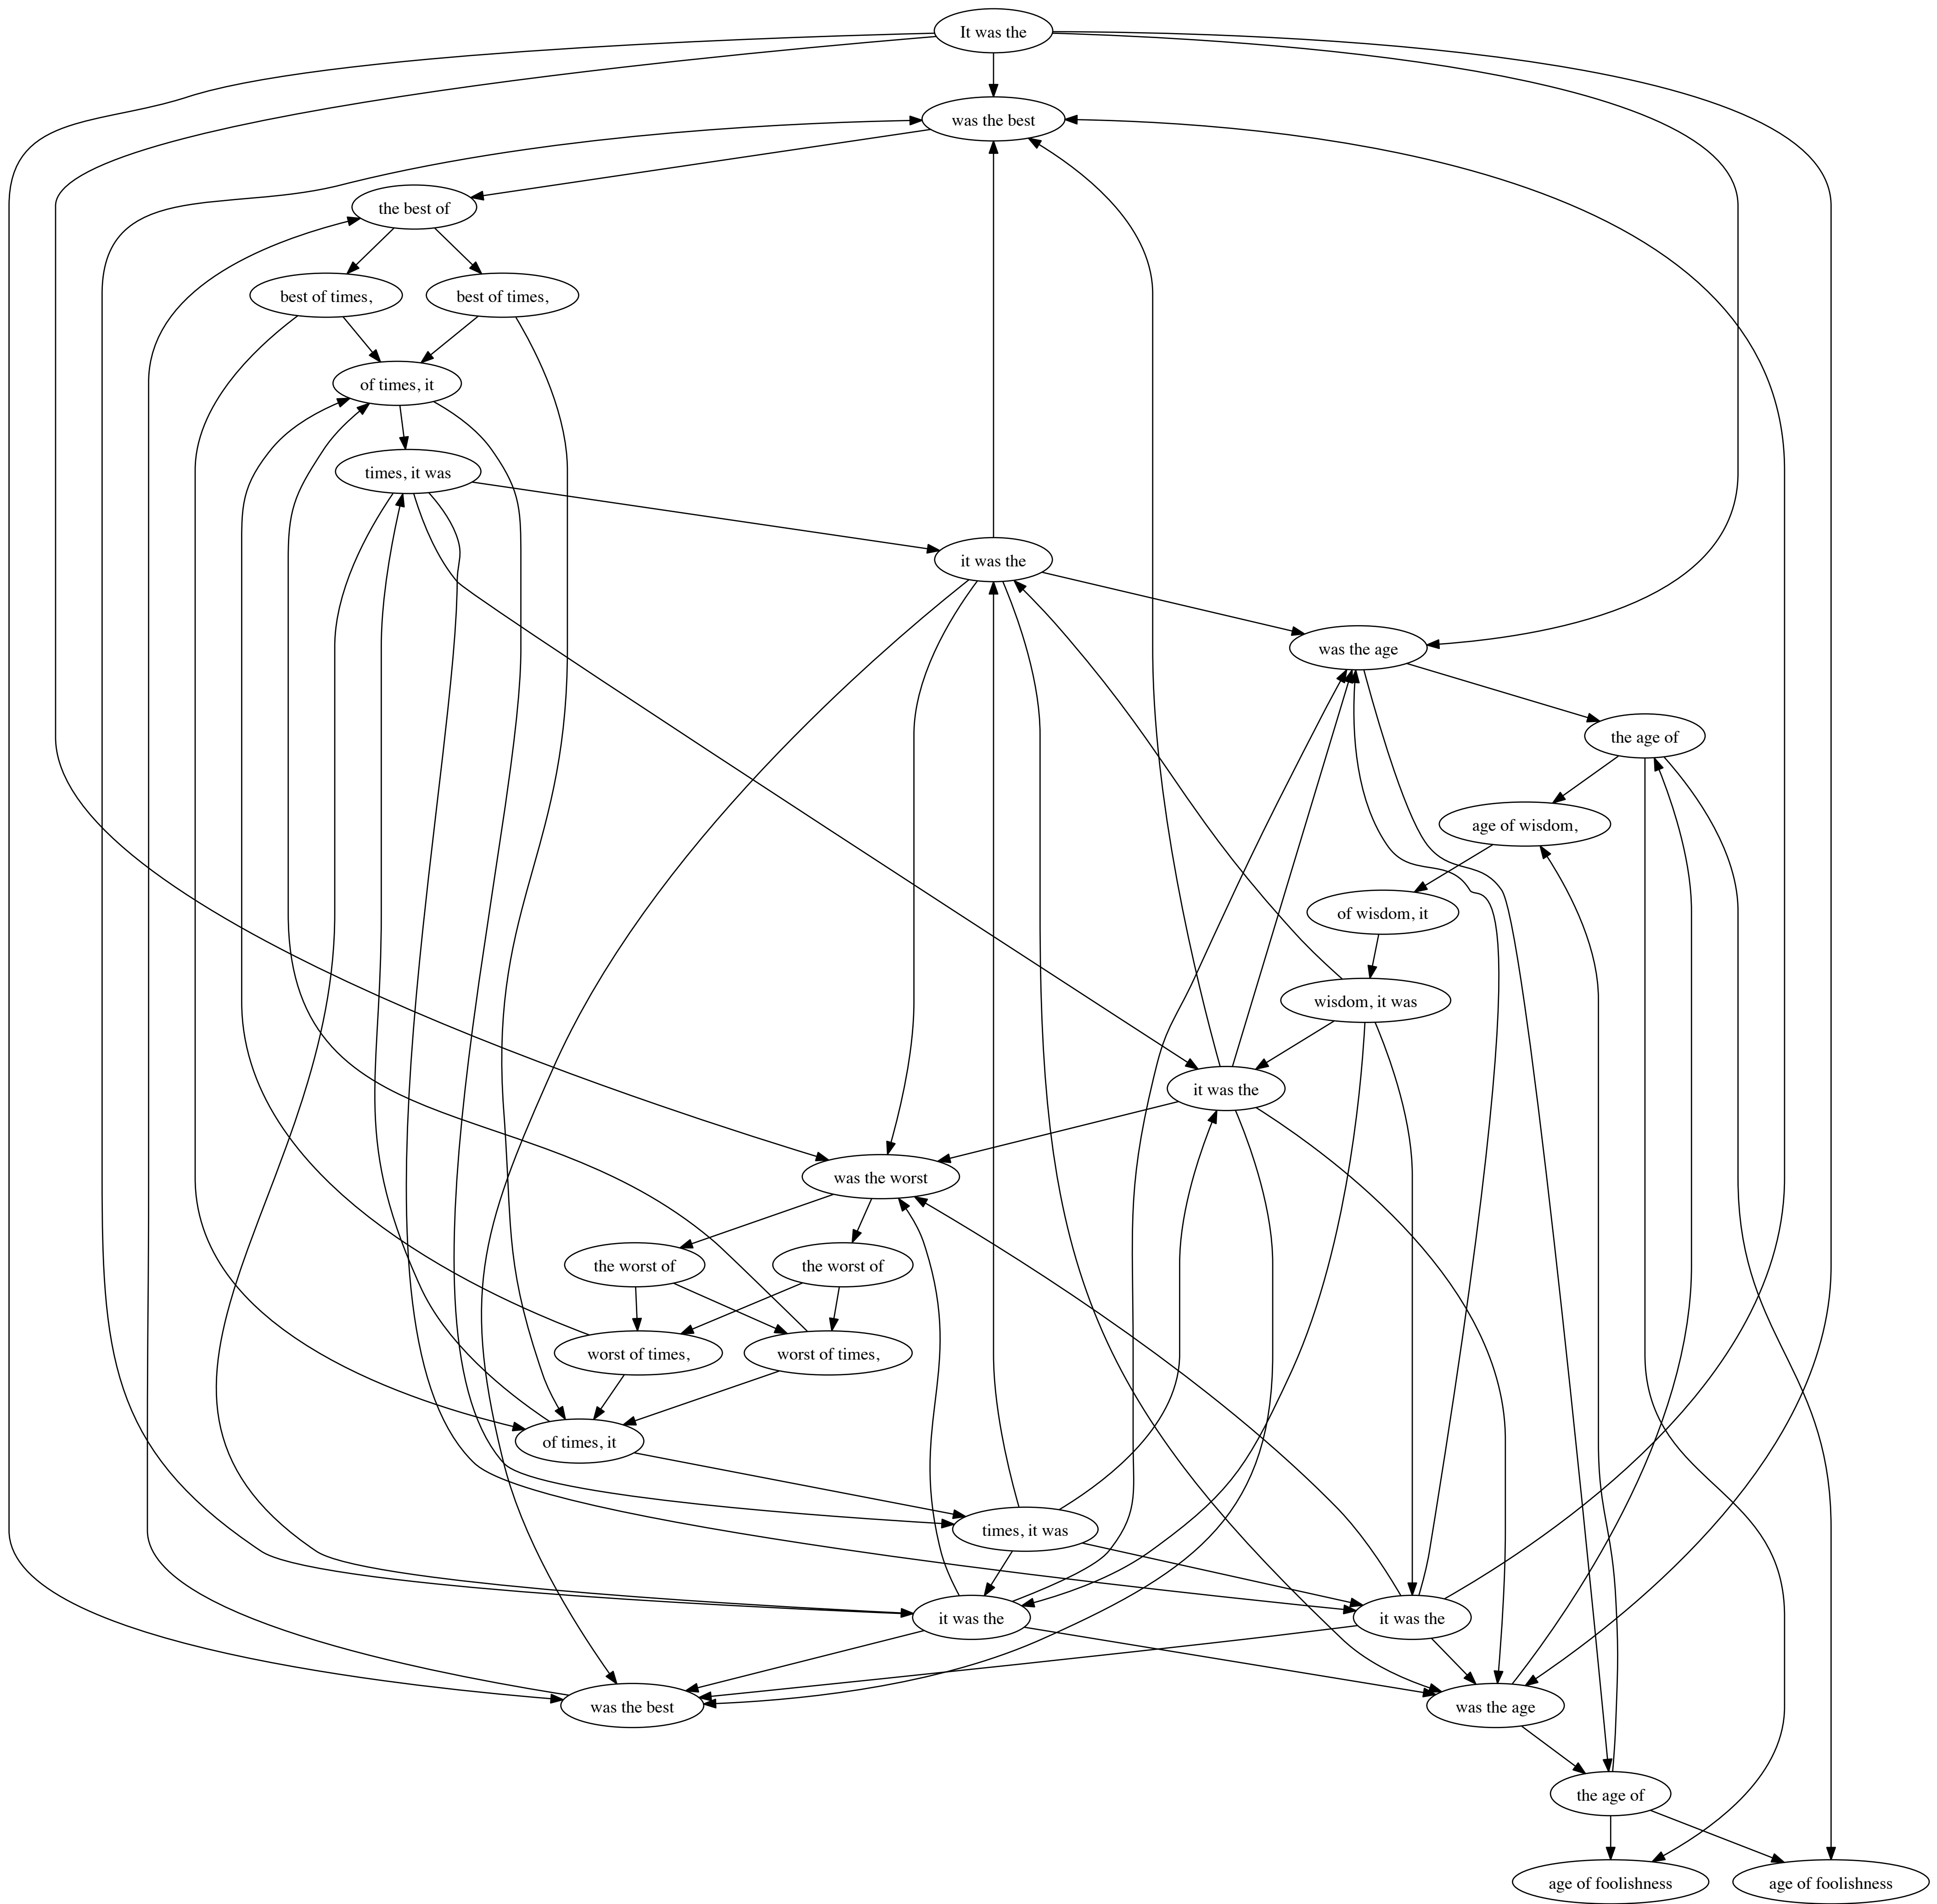 It was the
was the best
the best of
best of times,
best of times,
of times, it
times, it was
it was the
was the age
the age of
age of wisdom,
of wisdom, it
wisdom, it was
it was the
was the worst
the worst of
the worst of
worst of times,
worst of times,
of times, it
times, it was
it was the
it was the
was the best
was the age
the age of
age of foolishness
age of foolishness